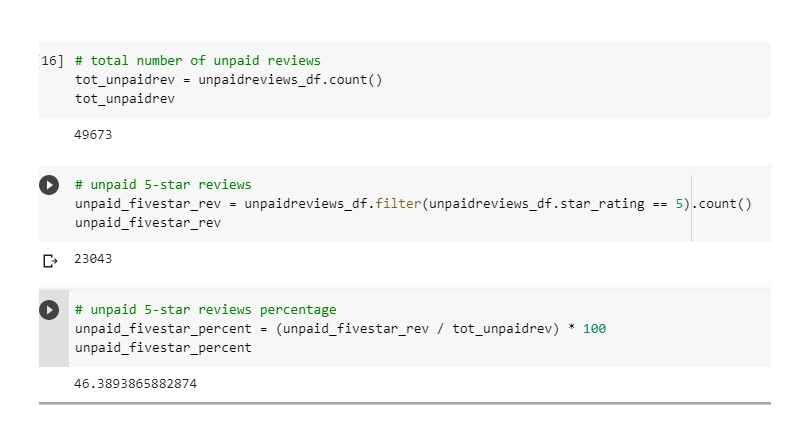 16] # total number of unpaid reviews
tot_unpaidrev = unpaidreviews_df.count()
tot_unpaidrev
49673
# unpaid 5-star reviews
unpaid_fivestar_rev = unpaidreviews_df.filter(unpaidreviews_df.star_rating == 5).count()
unpaid_fivestar_rev
23043
# unpaid 5-star reviews percentage
unpaid_fivestar_percent = (unpaid_fivestar_rev / tot_unpaidrev) * 100
unpaid_fivestar_percent
46.3893865882874